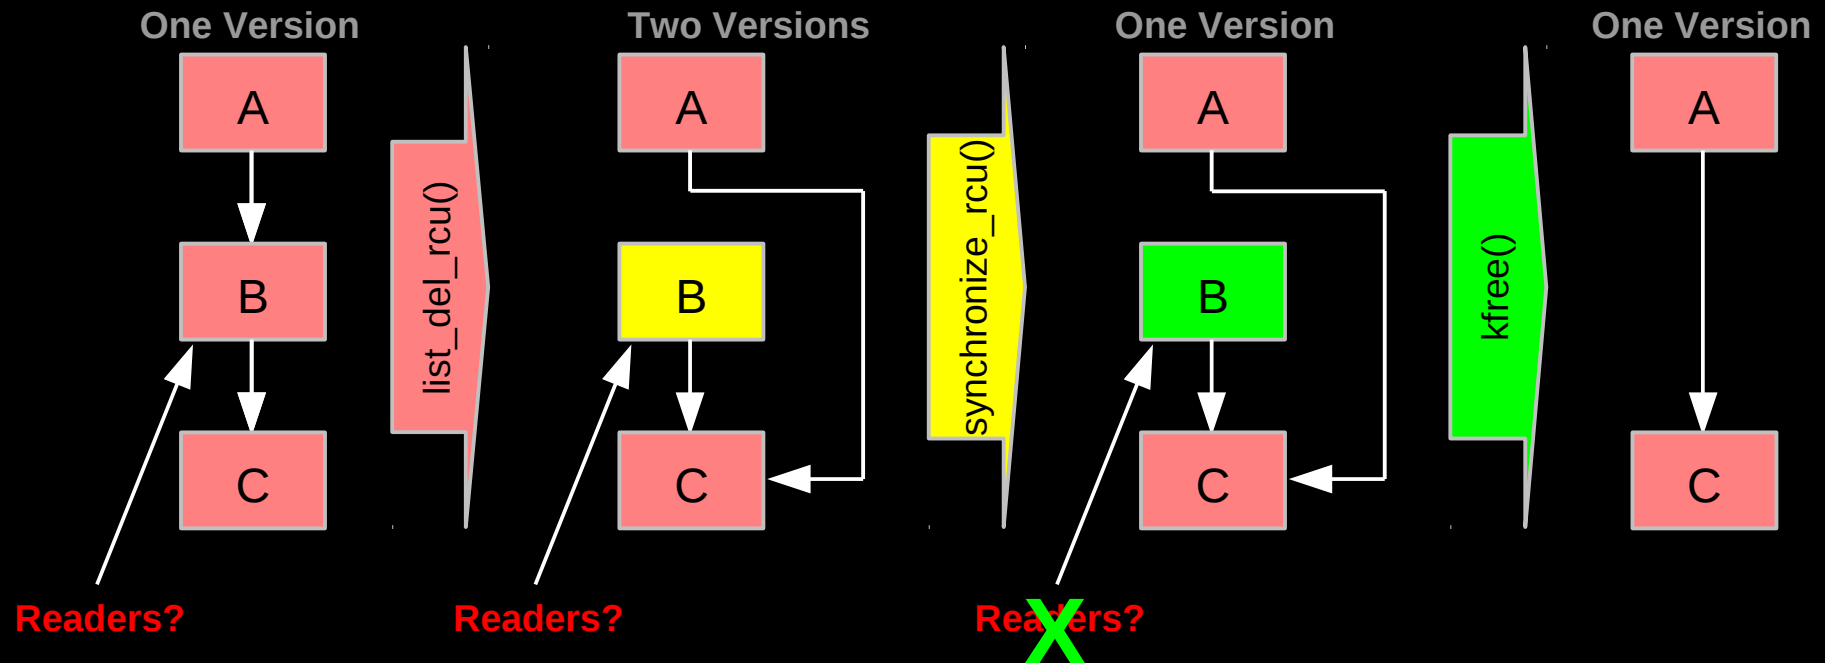 One Version
Two Versions
One Version
One Version
A
A
A
A
list_del_rcu()
synchronize_rcu()
kfree()
B
B
B
C
C
C
C
Readers?
Readers?
Readers?
X